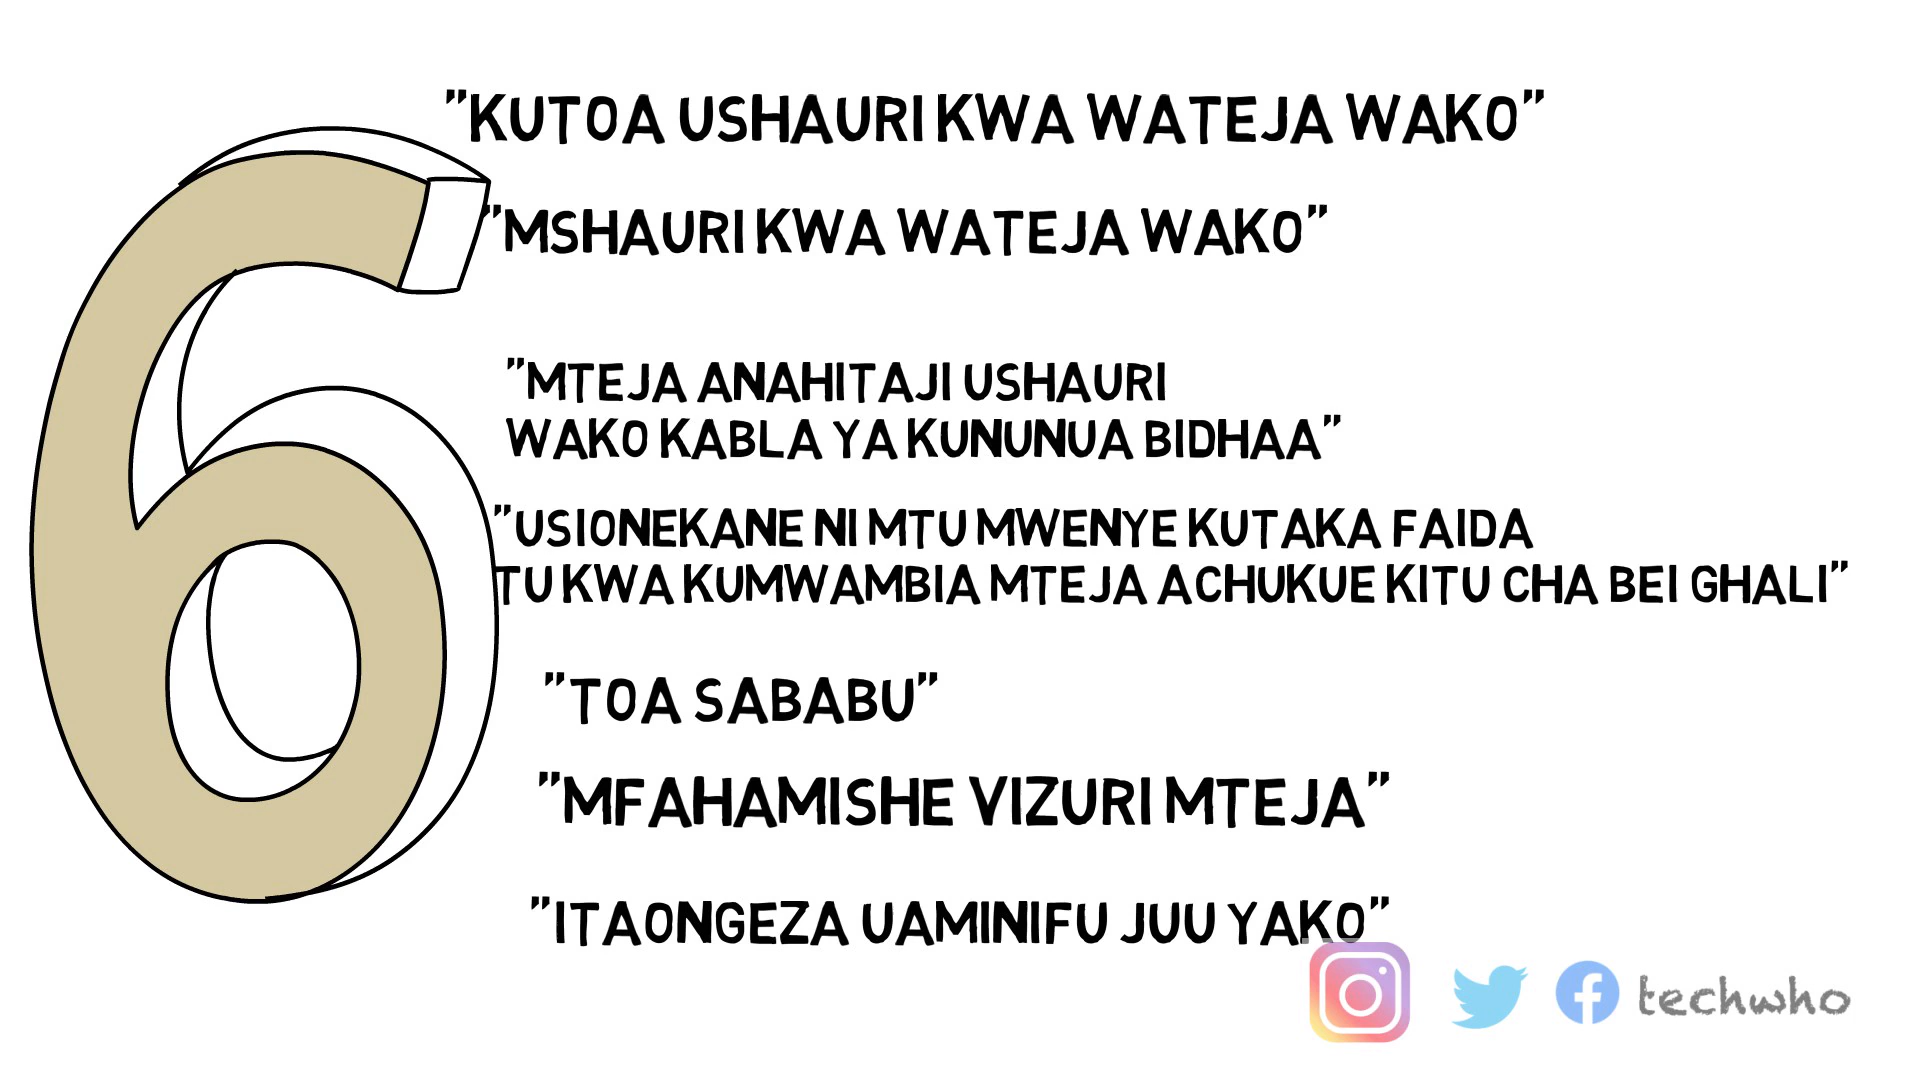 6
"KUTOA USHAURI KWA WATEJA WAKO"
"MSHAURI KWA WATEJA WAKO"
"MTEJA ANAHITAJI USHAURI
WAKO KABLA YA KUNUNUA BIDHAA"
"USIONEKANE NI MTU MWENYE KUTAKA FAIDA
TU KWA KUMWAMBIA MTEJA ACHUKUE KITU CHA BEI GHALI"
"TOA SABABU"
"MFAHAMISHE VIZURI MTEJA"
"ITAONGEZA UAMINIFU JUU YAKO"
techwho